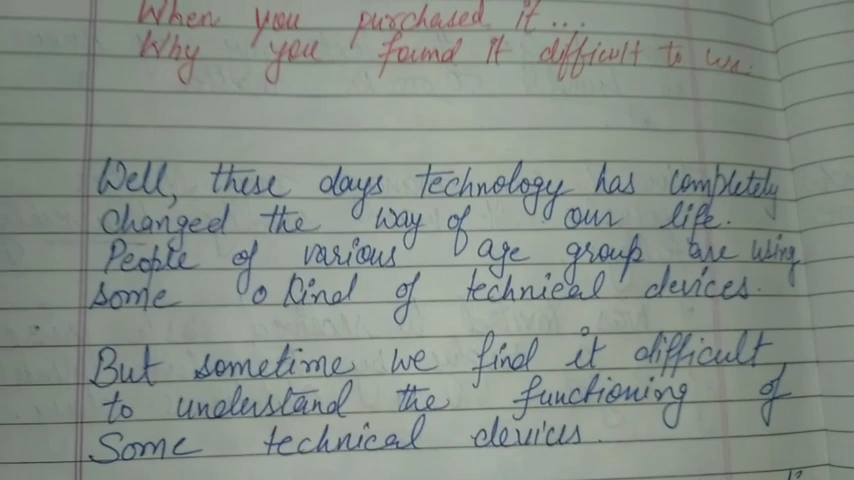 When you purchased it...
Why you found it difficult to
Well, these days technology has completely
changed the way of our life.
People of various age group are using
some kind of technical devices.
But sometime we find it difficult
to understand the functioning of
Some technical devices.